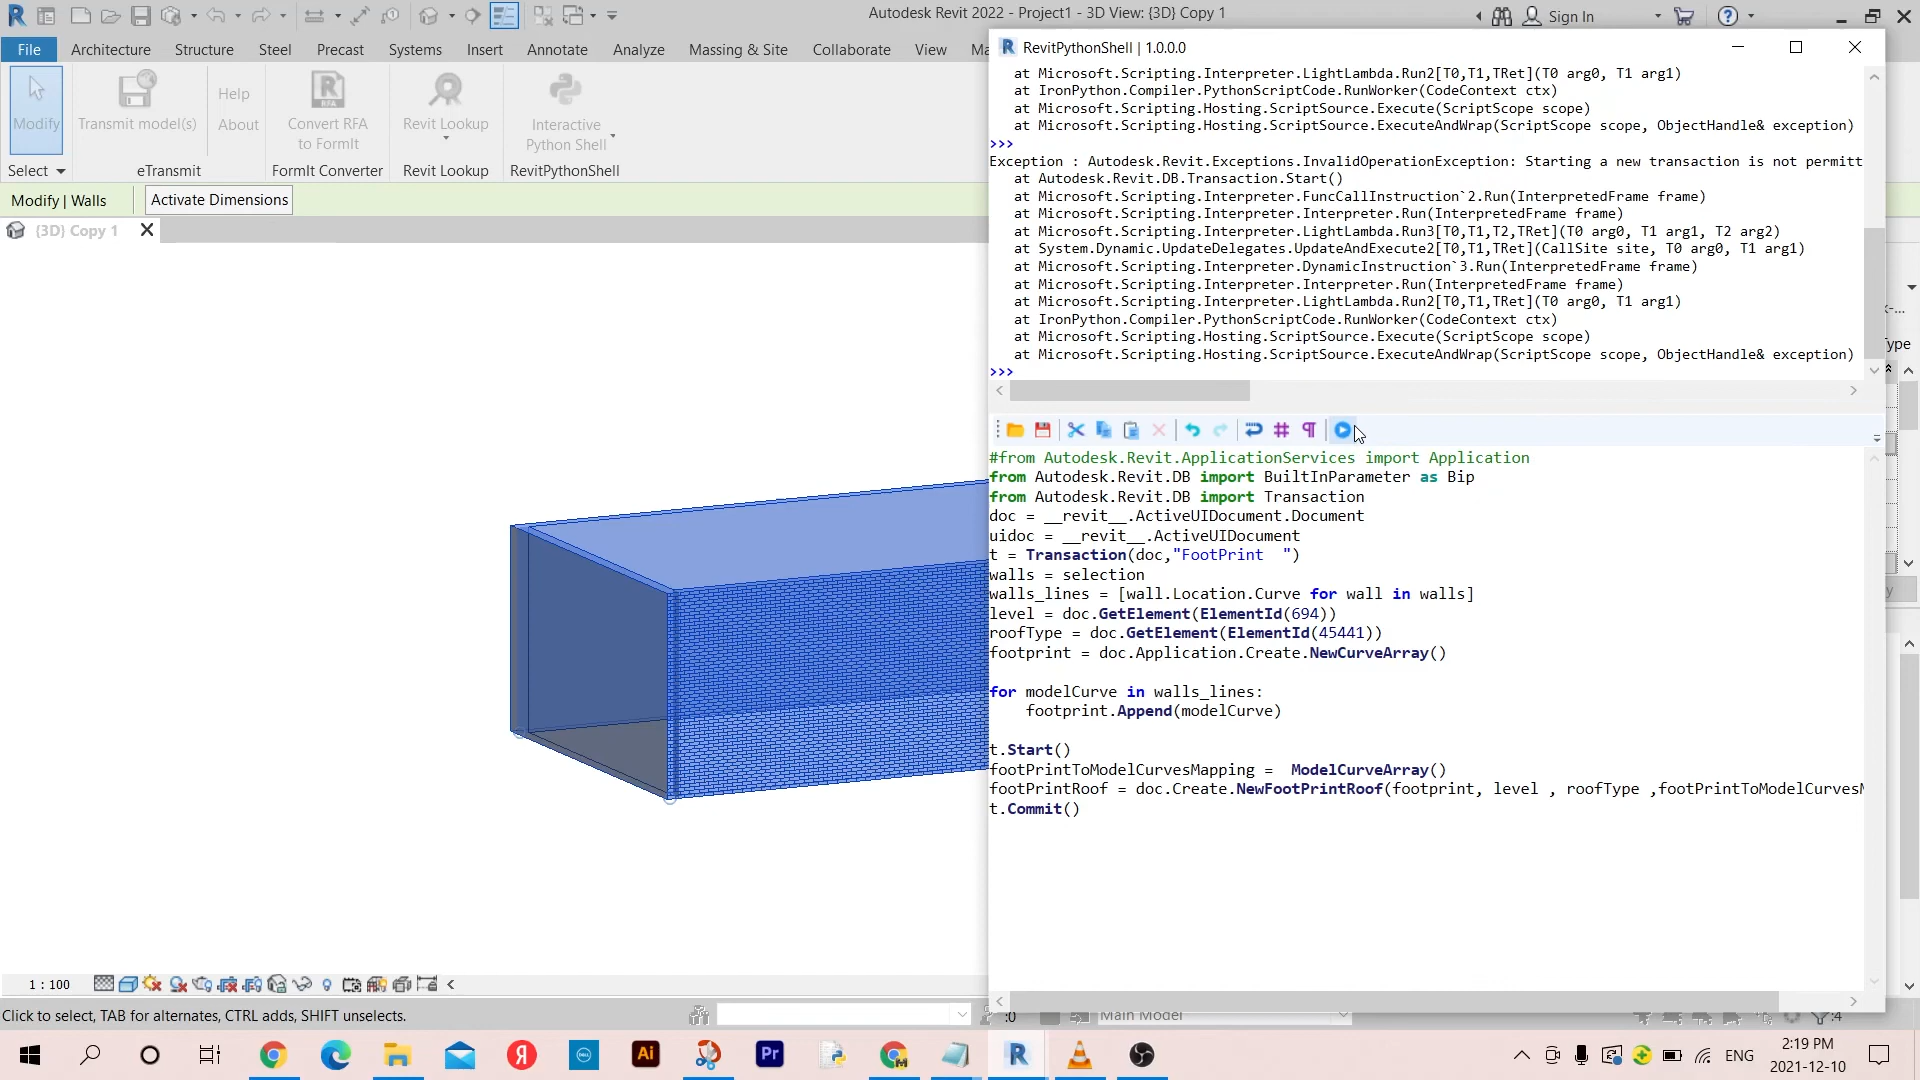 Autodesk Revit 2022 - Project1 - 3D View: {3D} Copy 1
Sign In
File
Architecture
Structure
Steel
Precast
Systems
Insert
Annotate
Analyze
Massing & Site
Collaborate
View
Ma
Modify
Transmit model(s)
Help
About
Convert RFA
to FormIt
Revit Lookup
Interactive
Python Shell
Select
eTransmit
FormIt Converter
Revit Lookup
RevitPythonShell
Modify | Walls
Activate Dimensions
{3D} Copy 1
RevitPythonShell | 1.0.0.0
at Microsoft.Scripting.Interpreter.LightLambda.Run2[T0,T1,TRet](T0 arg0, T1 arg1)
at IronPython.Compiler.PythonScriptCode.RunWorker(CodeContext ctx)
at Microsoft.Scripting.Hosting.ScriptSource.Execute(ScriptScope scope)
at Microsoft.Scripting.Hosting.ScriptSource.ExecuteAndWrap(ScriptScope scope, ObjectHandle& exception)
>>>
Exception : Autodesk.Revit.Exceptions.InvalidOperationException: Starting a new transaction is not permitt
at Autodesk.Revit.DB.Transaction.Start()
at Microsoft.Scripting.Interpreter.FuncCallInstruction`2.Run(InterpretedFrame frame)
at Microsoft.Scripting.Interpreter.Interpreter.Run(InterpretedFrame frame)
at Microsoft.Scripting.Interpreter.LightLambda.Run3[T0,T1,T2,TRet](T0 arg0, T1 arg1, T2 arg2)
at System.Dynamic.UpdateDelegates.UpdateAndExecute2[T0,T1,TRet](CallSite site, T0 arg0, T1 arg1)
at Microsoft.Scripting.Interpreter.DynamicInstruction`3.Run(InterpretedFrame frame)
at Microsoft.Scripting.Interpreter.Interpreter.Run(InterpretedFrame frame)
at Microsoft.Scripting.Interpreter.LightLambda.Run2[T0,T1,TRet](T0 arg0, T1 arg1)
at IronPython.Compiler.PythonScriptCode.RunWorker(CodeContext ctx)
at Microsoft.Scripting.Hosting.ScriptSource.Execute(ScriptScope scope)
at Microsoft.Scripting.Hosting.ScriptSource.ExecuteAndWrap(ScriptScope scope, ObjectHandle& exception)
>>>
#from Autodesk.Revit.ApplicationServices import Application
from Autodesk.Revit.DB import BuiltInParameter as Bip
from Autodesk.Revit.DB import Transaction
doc = __revit__.ActiveUIDocument.Document
uidoc = __revit__.ActiveUIDocument
t = Transaction(doc,"FootPrint  ")
walls = selection
walls_lines = [wall.Location.Curve for wall in walls]
level = doc.GetElement(ElementId(694))
roofType = doc.GetElement(ElementId(45441))
footprint = doc.Application.Create.NewCurveArray()
for modelCurve in walls_lines:
footprint.Append(modelCurve)
t.Start()
footPrintToModelCurvesMapping =  ModelCurveArray()
footPrintRoof = doc.Create.NewFootPrintRoof(footprint, level , roofType ,footPrintToModelCurvesM
t.Commit()
1 : 100
Click to select, TAB for alternates, CTRL adds, SHIFT unselects.
:0
Main Model
:4
ENG
2:19 PM
2021-12-10